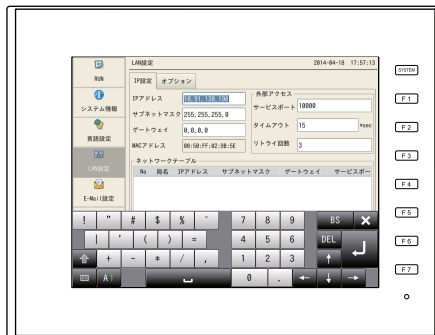 LAN設定 2014-04-18 17:57:13
RUN
システム情報
言語設定
LAN設定
E-Mail設定
IP設定 オプション
IPアドレス 10.91.130.180
サブネットマスク 255.255.255.0
ゲートウェイ 0.0.0.0
MACアドレス 00:50:FF:02:9B:5E
外部アクセス
サービスポート 10000
タイムアウト 15 *sec
リトライ回数 3
ネットワークテーブル
No 局名 IPアドレス サブネットマスク ゲートウェイ サービスポー
! " # $ % ~ 7 8 9 BS ×
| ' ( ) = 4 5 6 DEL
+ - * / , 1 2 3 ↑
A 0 . ← ↓ →
SYSTEM
F1
F2
F3
F4
F5
F6
F7